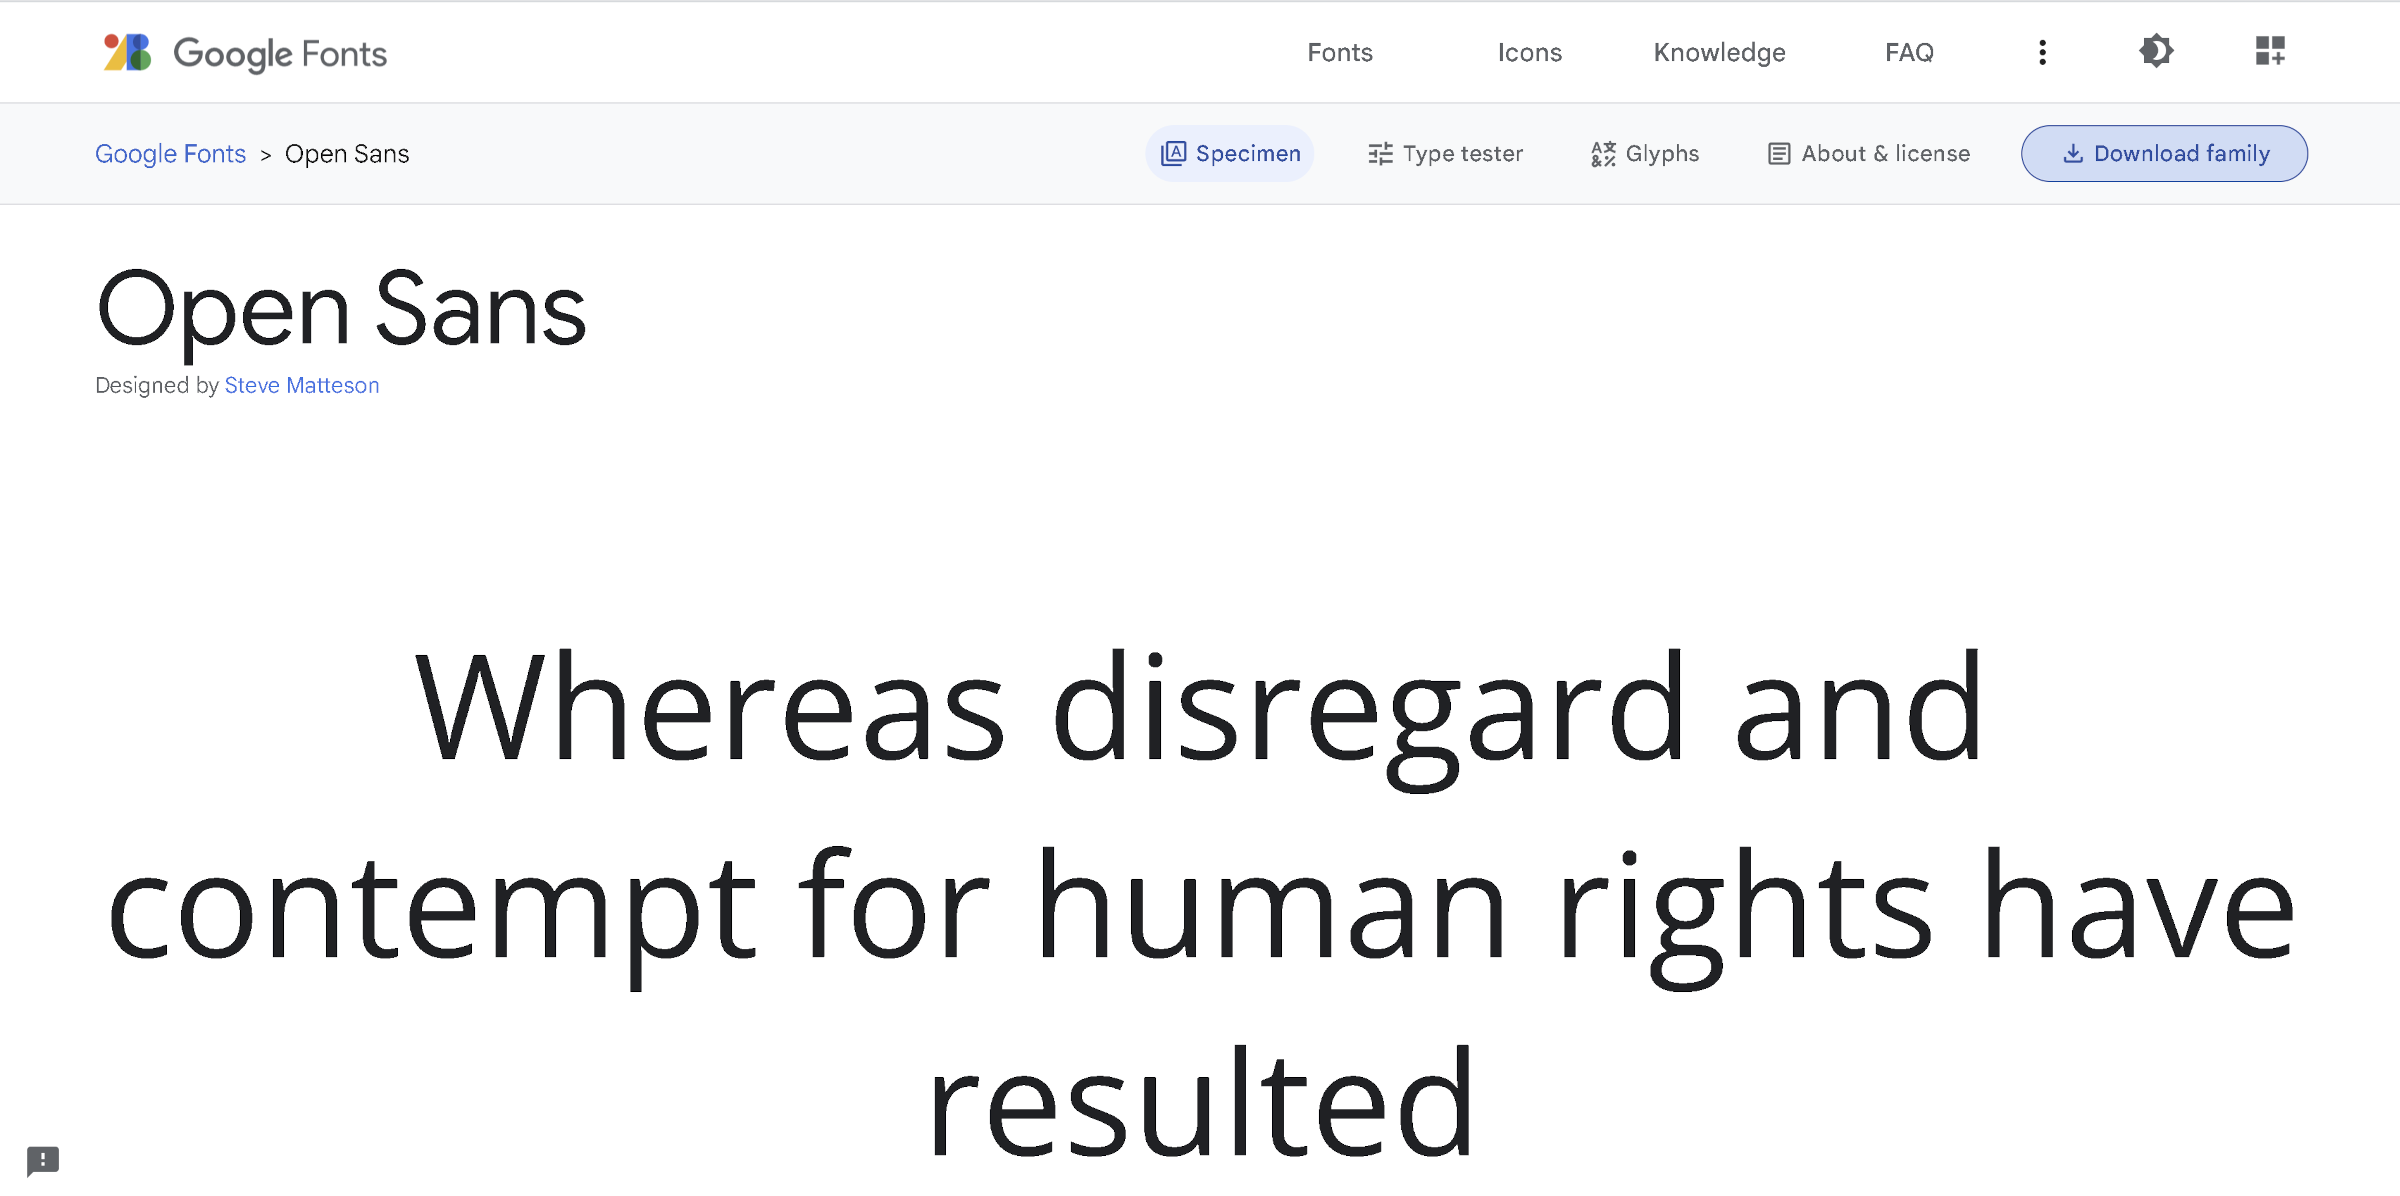 Google Fonts
Fonts Icons Knowledge FAQ
Google Fonts > Open Sans
Specimen Type tester Glyphs About & license Download family
Open Sans
Designed by Steve Matteson
Whereas disregard and
contempt for human rights have
resulted